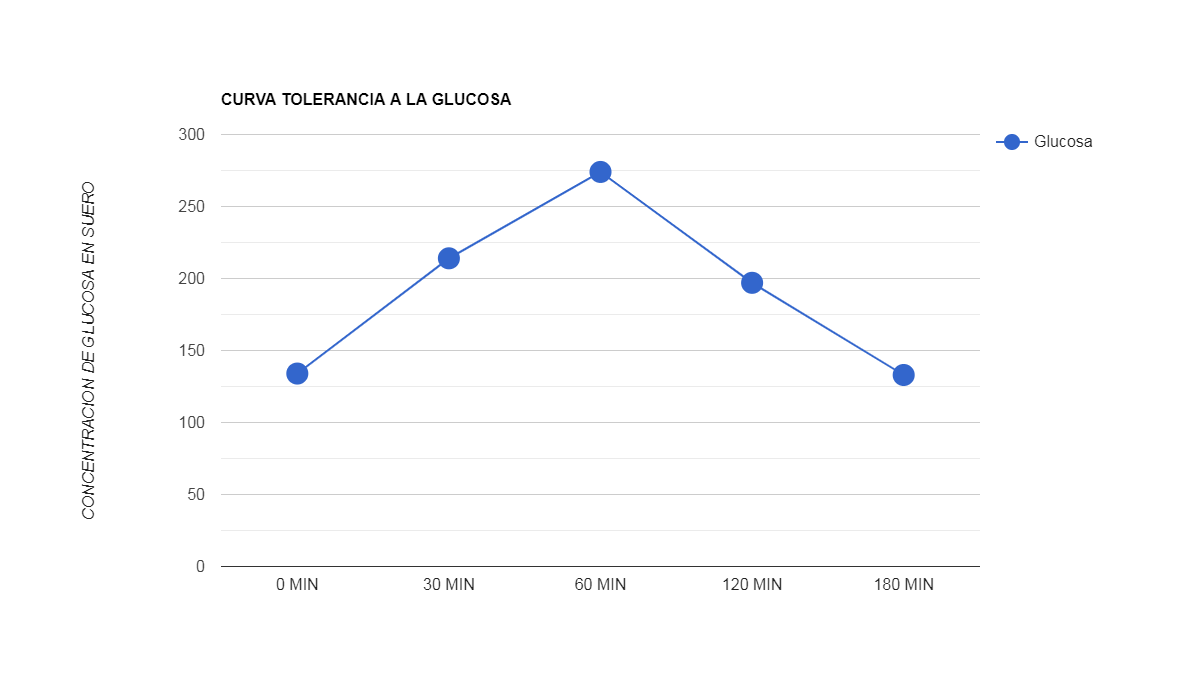 CURVA TOLERANCIA A LA GLUCOSA
Glucosa
CONCENTRACION DE GLUCOSA EN SUERO
300
250
200
150
100
50
0
0 MIN
30 MIN
60 MIN
120 MIN
180 MIN